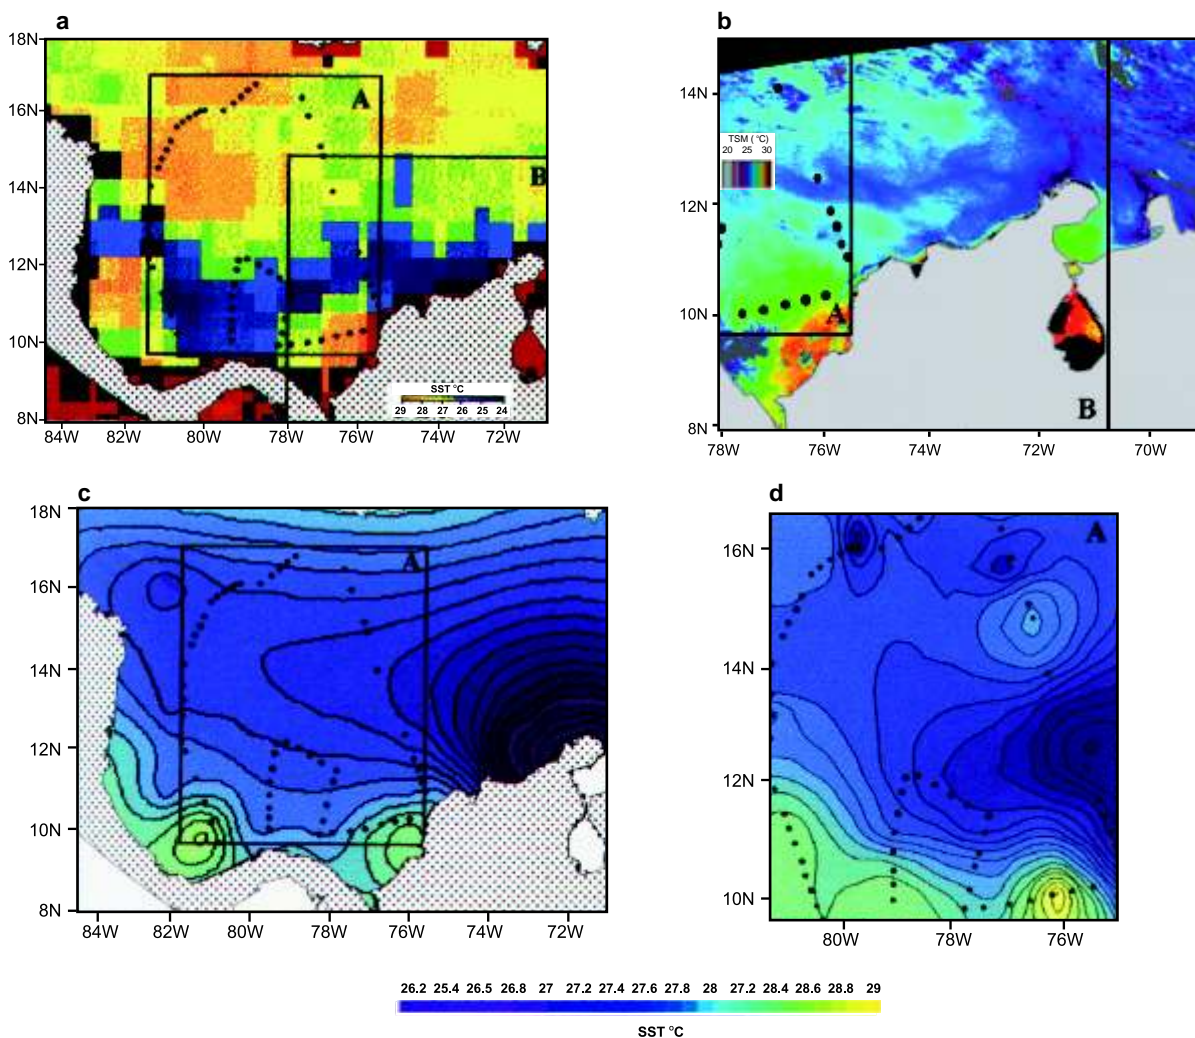 a
18N
16N
14N
12N
10N
8N
84W 82W 80W 78W 76W 74W 72W
A
B
SST °C
29 28 27 26 25 24
b
14N
12N
10N
8N
78W 76W 74W 72W 70W
TSM ( °C)
20 25 30
A
B
c
18N
16N
14N
12N
10N
8N
84W 82W 80W 78W 76W 74W 72W
A
d
16N
14N
12N
10N
80W 78W 76W
A
26.2 25.4 26.5 26.8 27 27.2 27.4 27.6 27.8 28 27.2 28.4 28.6 28.8 29
SST °C